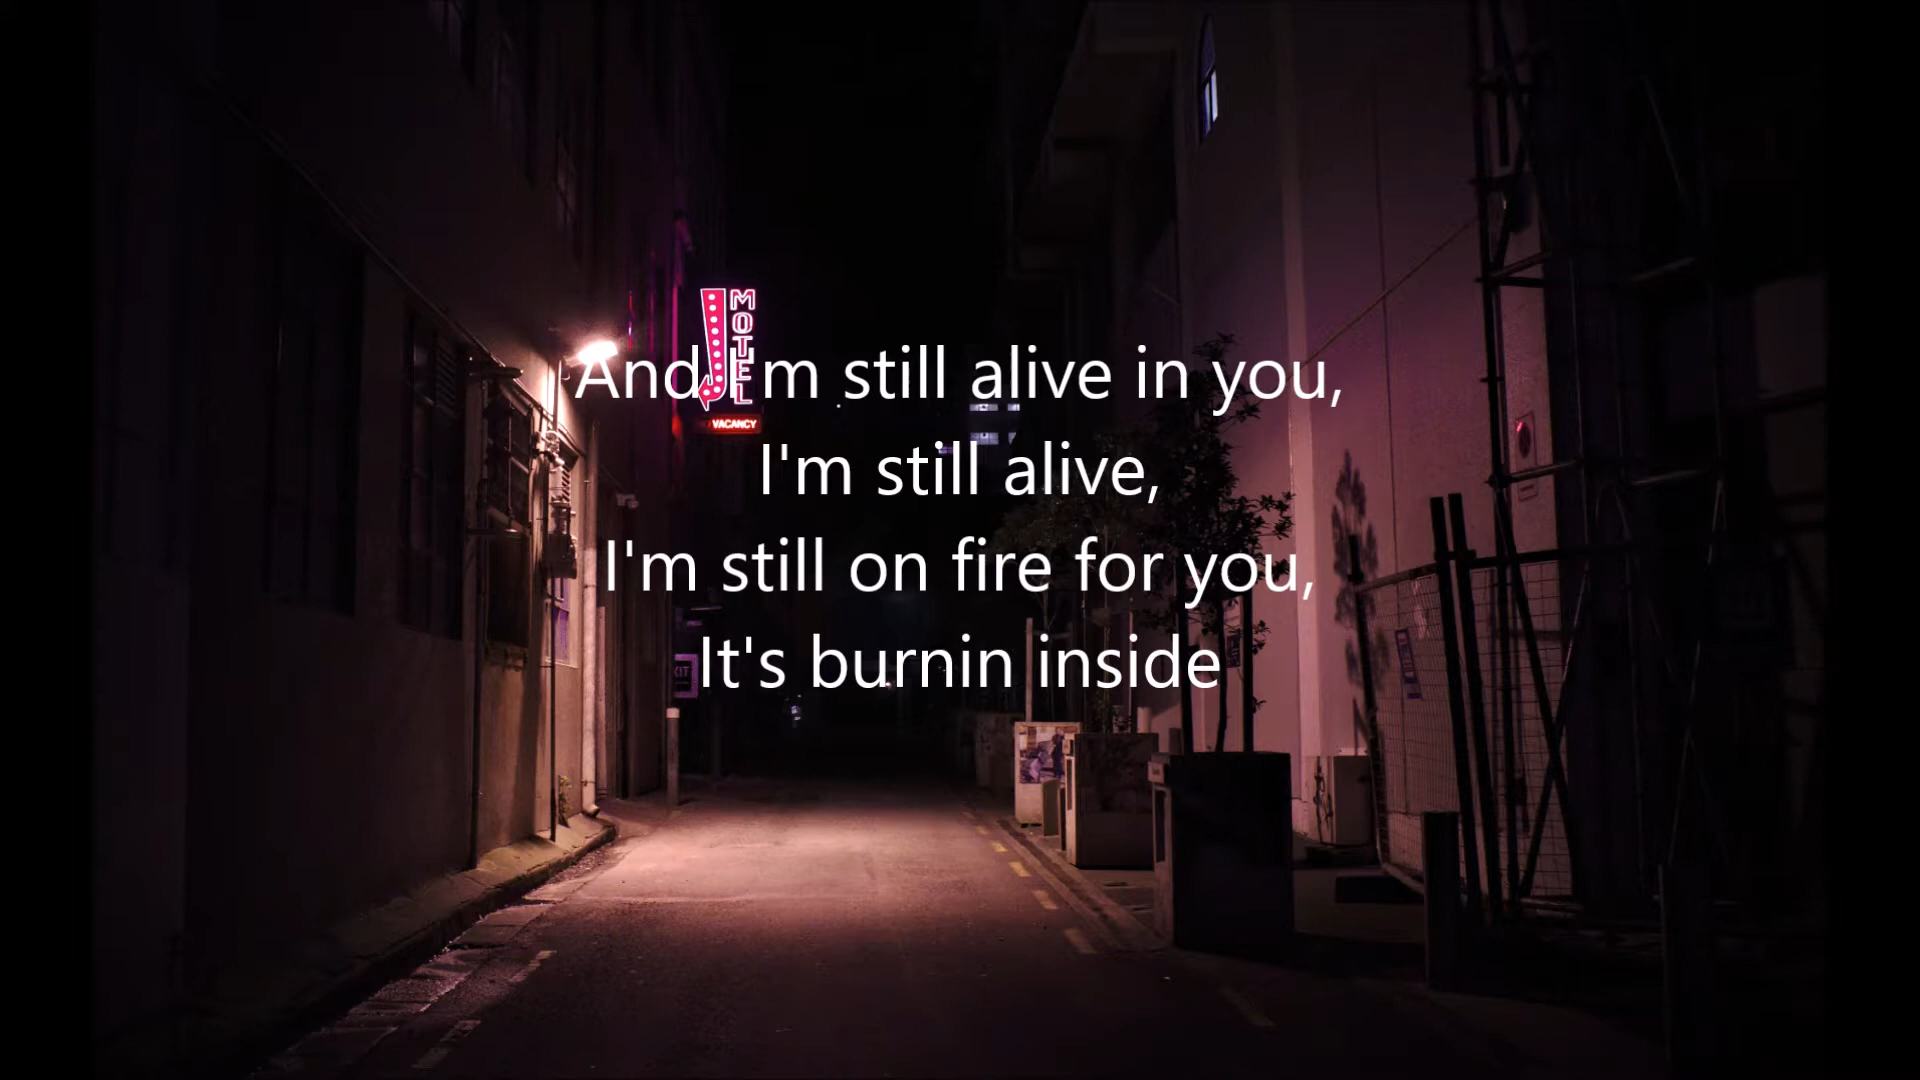 MOTEL
VACANCY
And I'm still alive in you,
I'm still alive,
I'm still on fire for you,
It's burnin inside